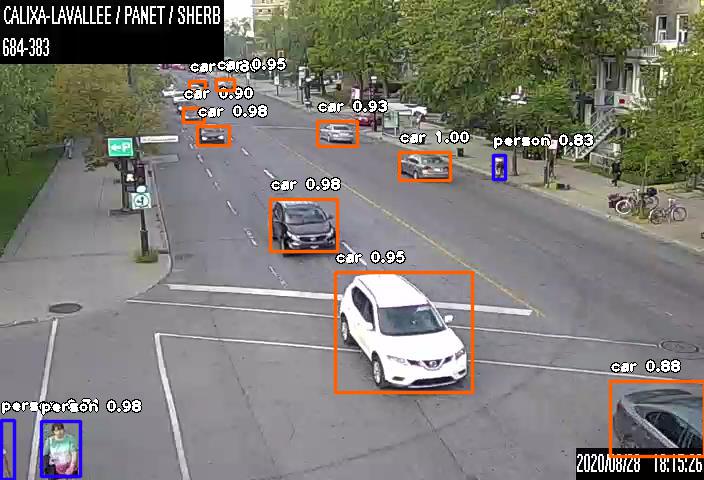 CALIXA-LAVALLEE / PANET / SHERB
684-383
car 0.95
car 0.90
car 0.98
car 0.93
car 1.00
person 0.83
car 0.98
car 0.95
car 0.88
person 0.98
P
2020/08/28 18:15:26